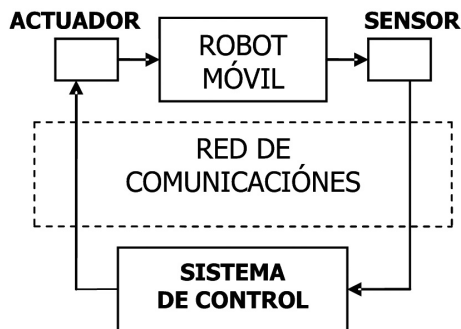 ACTUADOR
SENSOR
ROBOT
MÓVIL
RED DE
COMUNICACIÓNES
SISTEMA
DE CONTROL